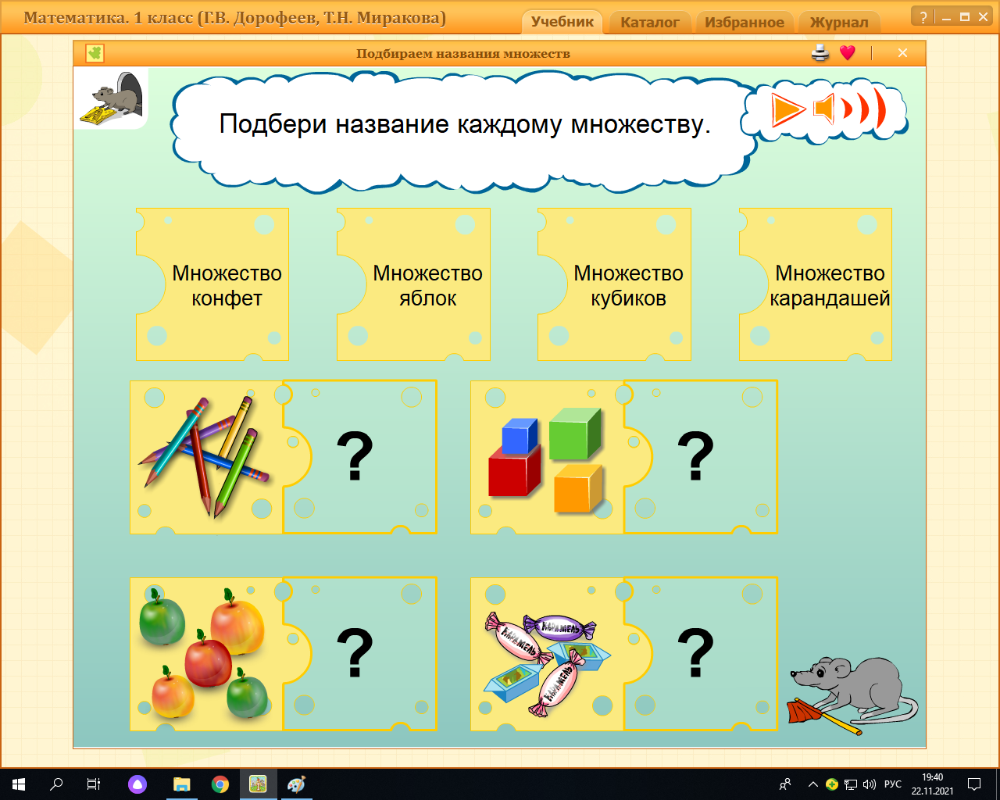 Математика. 1 класс (Г.В. Дорофеев, Т.Н. Миракова)
Учебник
Каталог
Избранное
Журнал
?
Подбираем названия множеств
Подбери название каждому множеству.
Множество
конфет
Множество
яблок
Множество
кубиков
Множество
карандашей
?
?
?
?
КАРАМЕЛЬ
КАРАМЕЛЬ
КАРАМЕЛЬ
РУС
19:40
22.11.2021